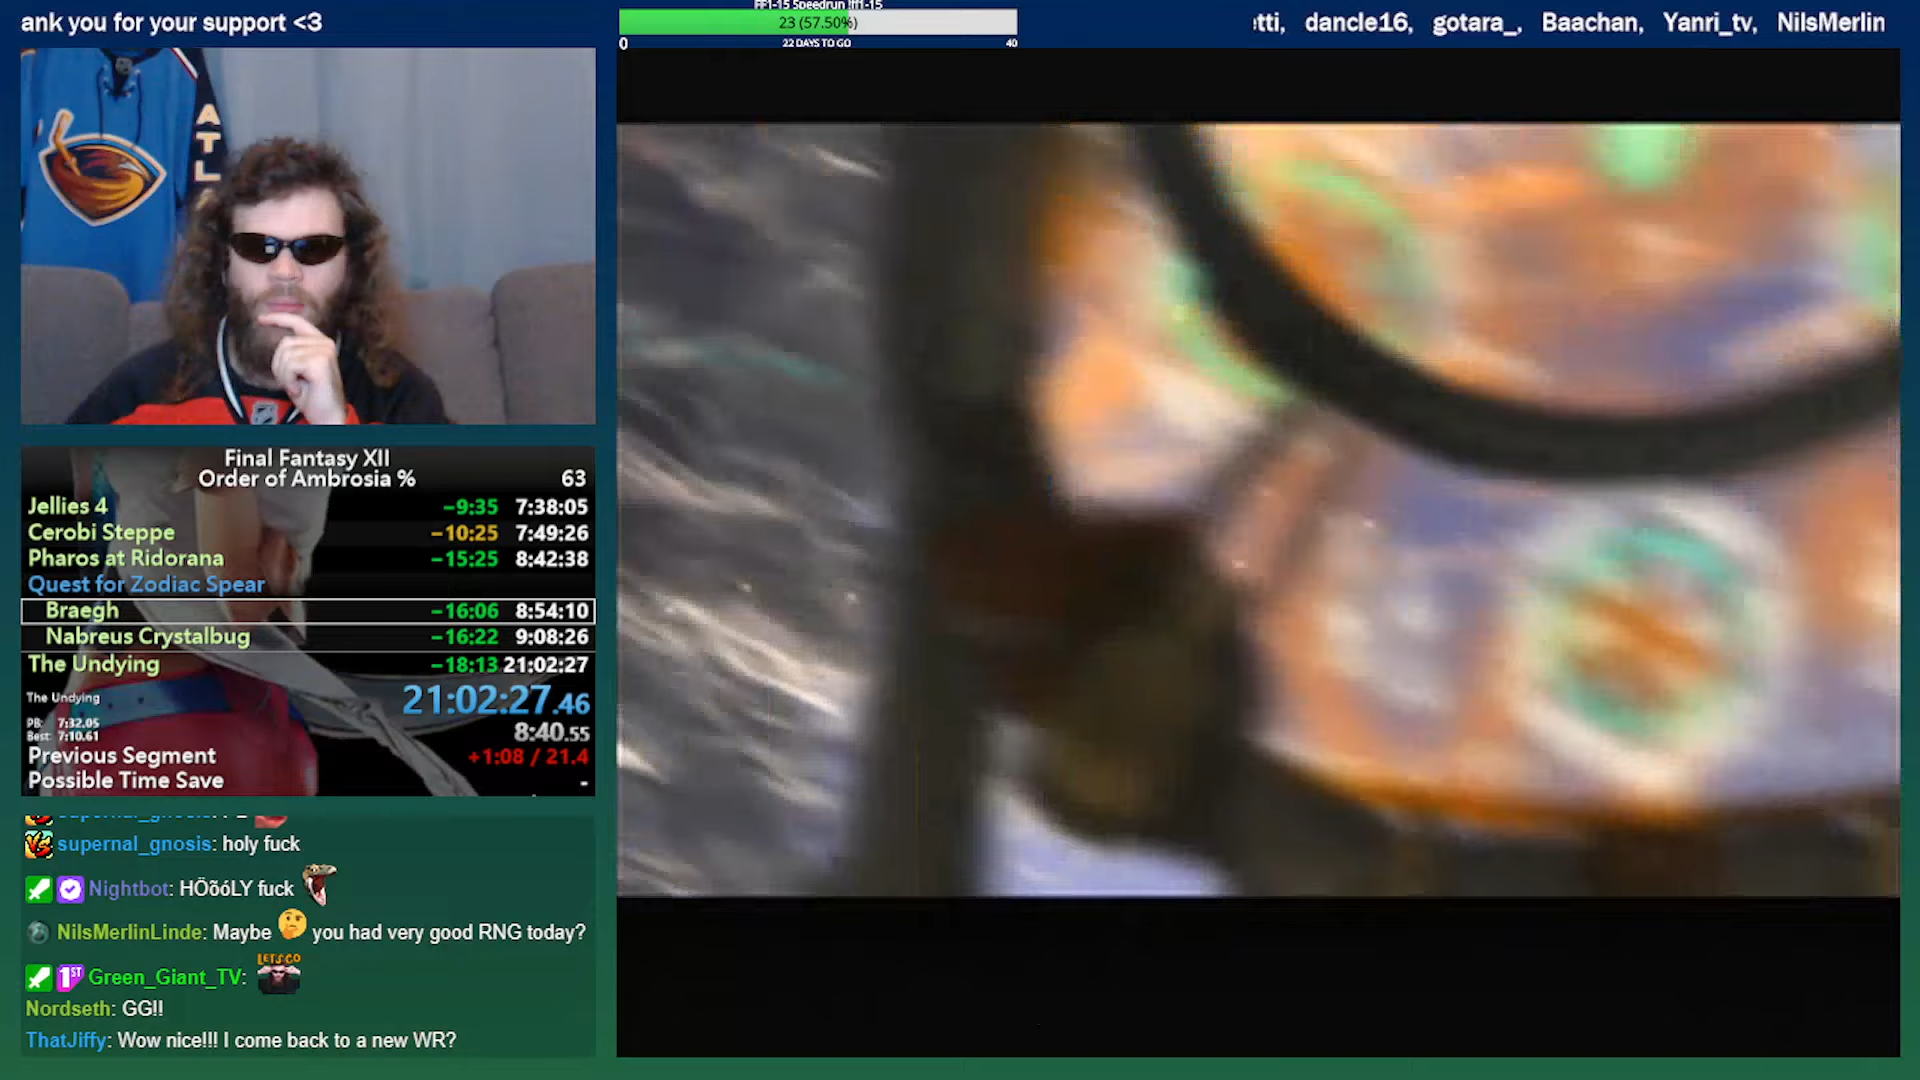 ank you for your support <3
FF1-15 Speedrun !ff1-15
23 (57.50%)
0 22 DAYS TO GO 40
tti, dancle16, gotara_, Baachan, Yanri_tv, NilsMerlin
ATL
Final Fantasy XII
Order of Ambrosia % 63
Jellies 4 -9:35 7:38:05
Cerobi Steppe -10:25 7:49:26
Pharos at Ridorana -15:25 8:42:38
Quest for Zodiac Spear
Braegh -16:06 8:54:10
Nabreus Crystalbug -16:22 9:08:26
The Undying -18:13 21:02:27
The Undying 21:02:27.46
PB: 7:32.05 8:40.55
Best: 7:10.61
Previous Segment +1:08 / 21.4
Possible Time Save -
supernal_gnosis: holy fuck
Nightbot: HÖõóLY fuck
NilsMerlinLinde: Maybe 🤔 you had very good RNG today?
LETS GO
1ST Green_Giant_TV:
Nordseth: GG!!
ThatJiffy: Wow nice!!! I come back to a new WR?